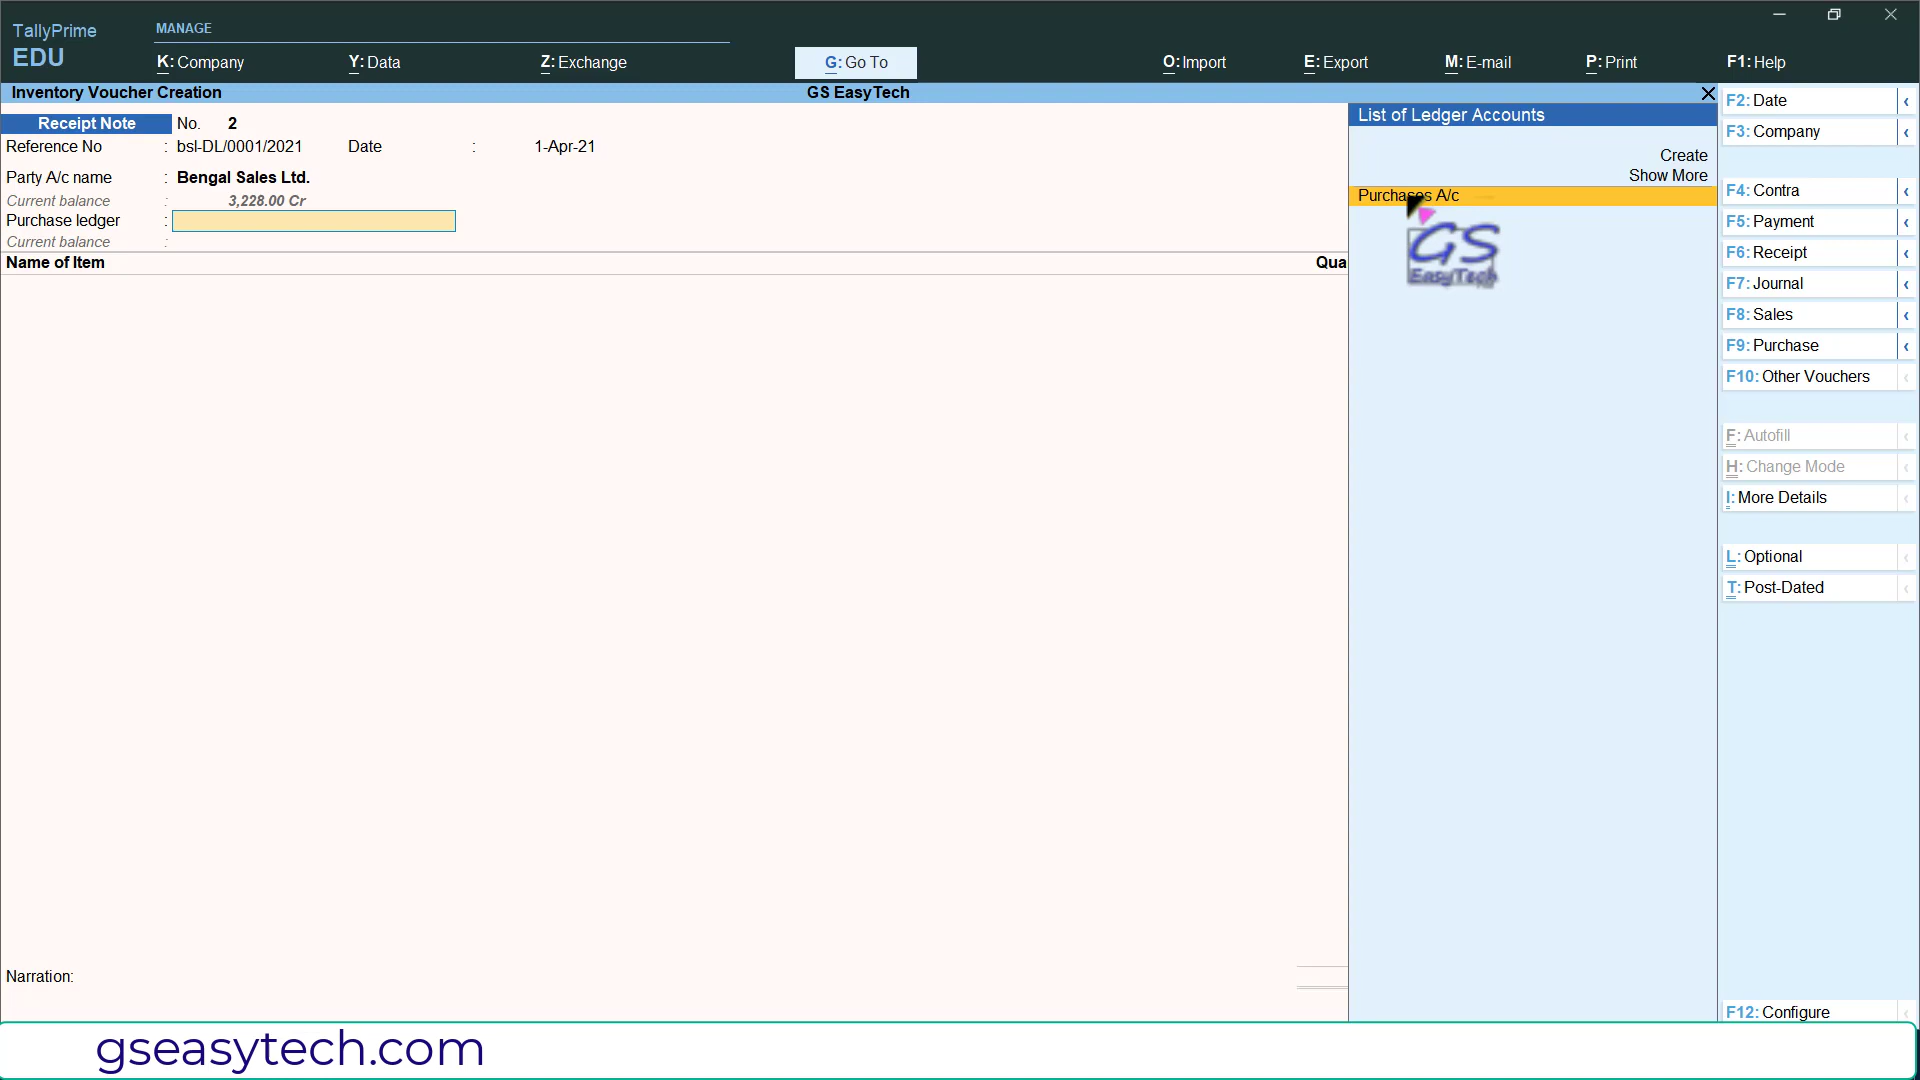 TallyPrime
EDU
MANAGE
K: Company
Y: Data
Z: Exchange
G: Go To
O: Import
E: Export
M: E-mail
P: Print
F1: Help
Inventory Voucher Creation
GS EasyTech
Receipt Note No. 2
Reference No : bsl-DL/0001/2021 Date : 1-Apr-21
Party A/c name : Bengal Sales Ltd.
Current balance : 3,228.00 Cr
Purchase ledger :
Current balance :
Name of Item Qua
List of Ledger Accounts
Create
Show More
Purchases A/c
GS
EasyTech
F2: Date
F3: Company
F4: Contra
F5: Payment
F6: Receipt
F7: Journal
F8: Sales
F9: Purchase
F10: Other Vouchers
F: Autofill
H: Change Mode
I: More Details
L: Optional
T: Post-Dated
F12: Configure
Narration:
gseasytech.com